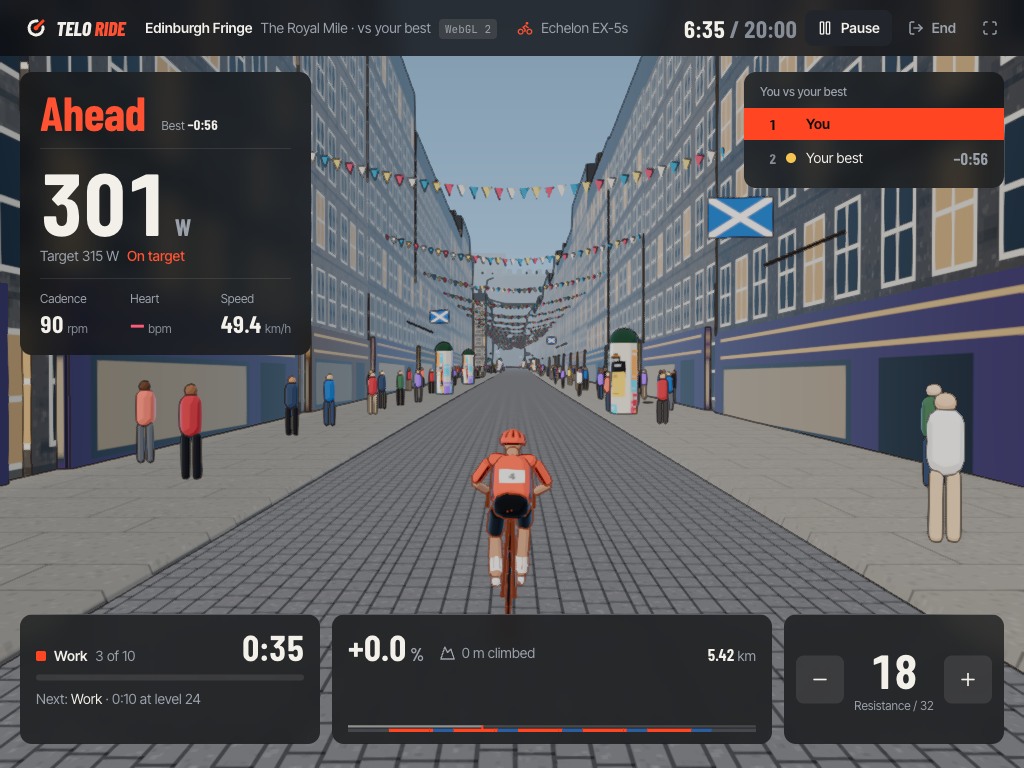 TELO RIDE Edinburgh Fringe The Royal Mile · vs your best WebGL 2 Echelon EX-5s 6:35 / 20:00 Pause End
Ahead Best −0:56
301 W
Target 315 W On target
Cadence Heart Speed
90 rpm — bpm 49.4 km/h
You vs your best
1 You
2 Your best −0:56
4
Work 3 of 10 0:35
Next: Work · 0:10 at level 24
+0.0 % 0 m climbed 5.42 km
− 18 +
Resistance / 32